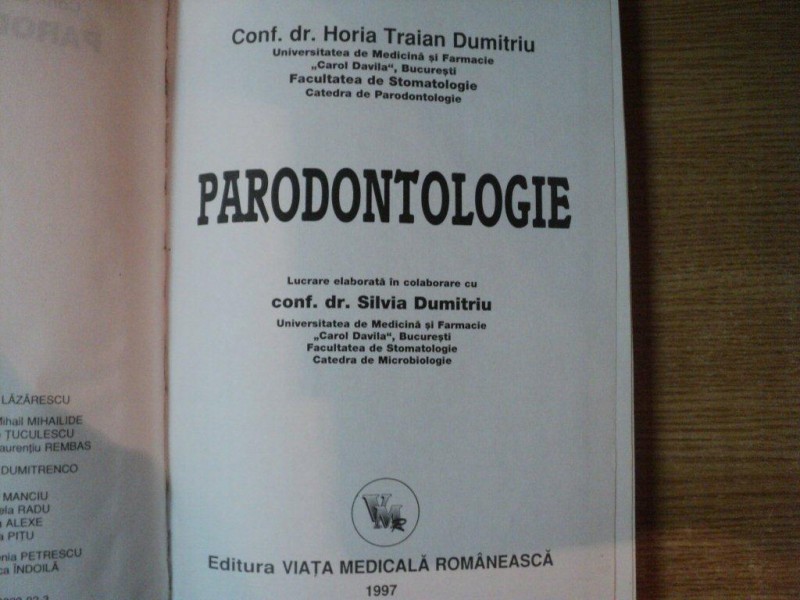 LĂZĂRESCU
MIHAILIDE
ȚUCULESCU
REMBAS
DUMITRENCO
MANCIU
RADU
ALEXE
PITU
PETRESCU
ÎNDOILĂ
Conf. dr. Horia Traian Dumitriu
Universitatea de Medicină și Farmacie
„Carol Davila“, București
Facultatea de Stomatologie
Catedra de Parodontologie
PARODONTOLOGIE
Lucrare elaborată în colaborare cu
conf. dr. Silvia Dumitriu
Universitatea de Medicină și Farmacie
„Carol Davila“, București
Facultatea de Stomatologie
Catedra de Microbiologie
VMR
Editura VIAȚA MEDICALĂ ROMÂNEASCĂ
1997